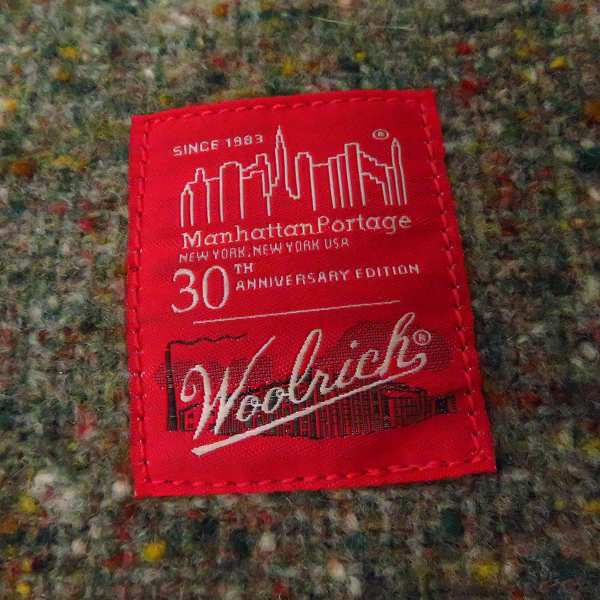 SINCE 1983
®
ManhattanPortage
NEW YORK, NEW YORK USA
30TH ANNIVERSARY EDITION
Woolrich®